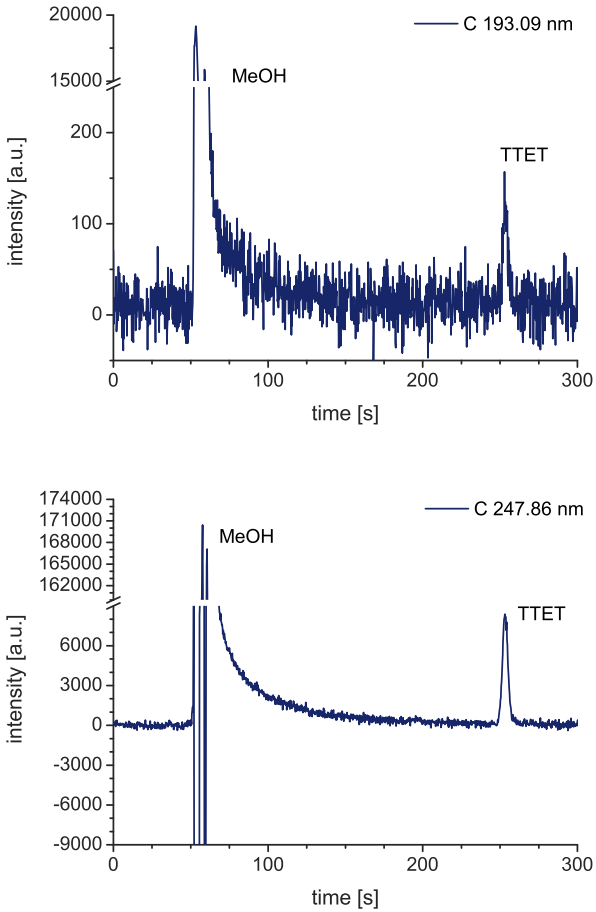 C 193.09 nm
20000
15000
200
100
0
intensity [a.u.]
MeOH
TTET
0 100 200 300
time [s]
C 247.86 nm
174000
171000
168000
165000
162000
6000
3000
0
-3000
-6000
-9000
intensity [a.u.]
MeOH
TTET
0 100 200 300
time [s]